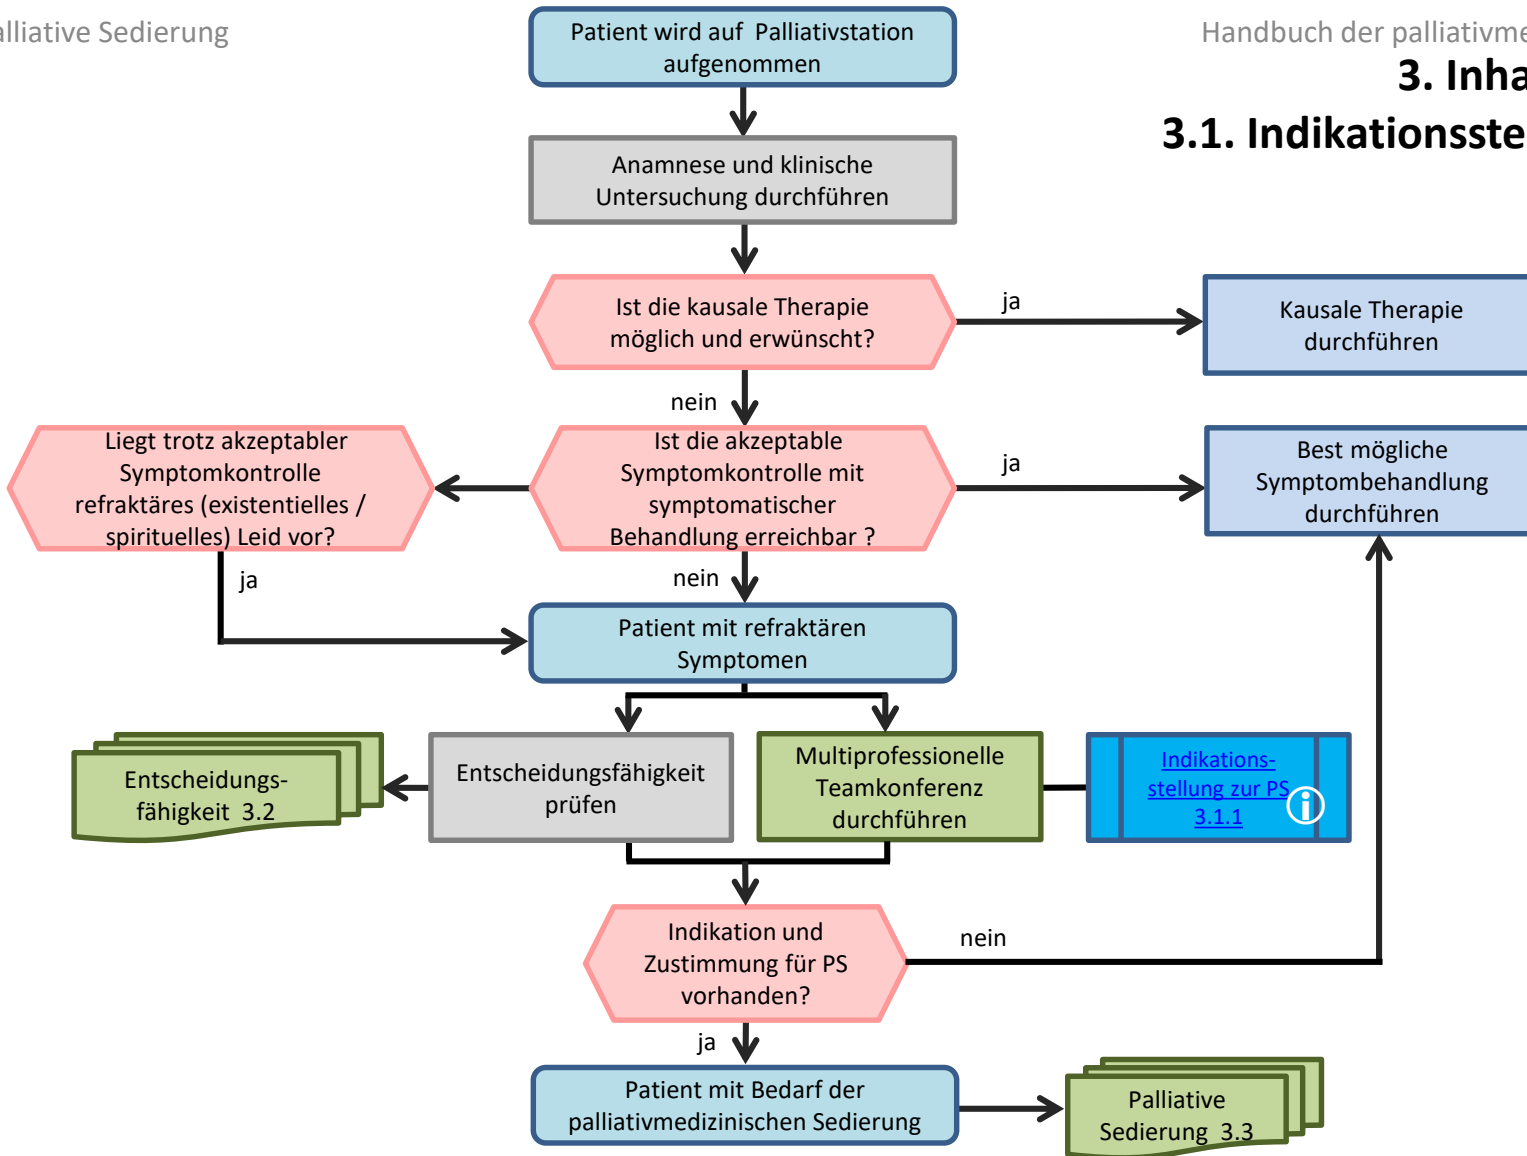 alliative Sedierung
Handbuch der palliativme
3. Inha
3.1. Indikationsste
Patient wird auf Palliativstation
aufgenommen
Anamnese und klinische
Untersuchung durchführen
Ist die kausale Therapie
möglich und erwünscht?
ja
Kausale Therapie
durchführen
nein
Liegt trotz akzeptabler
Symptomkontrolle
refraktäres (existentielles /
spirituelles) Leid vor?
Ist die akzeptable
Symptomkontrolle mit
symptomatischer
Behandlung erreichbar ?
ja
Best mögliche
Symptombehandlung
durchführen
ja
nein
Patient mit refraktären
Symptomen
Entscheidungs-
fähigkeit 3.2
Entscheidungsfähigkeit
prüfen
Multiprofessionelle
Teamkonferenz
durchführen
Indikations-
stellung zur PS
3.1.1
i
Indikation und
Zustimmung für PS
vorhanden?
nein
ja
Patient mit Bedarf der
palliativmedizinischen Sedierung
Palliative
Sedierung 3.3